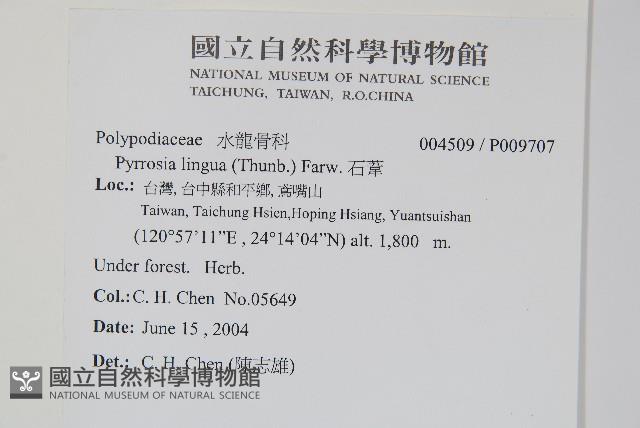 國立自然科學博物館
NATIONAL MUSEUM OF NATURAL SCIENCE
TAICHUNG, TAIWAN, R.O.CHINA
Polypodiaceae 水龍骨科 004509 / P009707
Pyrrosia lingua (Thunb.) Farw. 石葦
Loc.: 台灣, 台中縣和平鄉, 鳶嘴山
Taiwan, Taichung Hsien,Hoping Hsiang, Yuantsuishan
(120°57'11”E , 24°14'04”N) alt. 1,800 m.
Under forest. Herb.
Col.: C. H. Chen No.05649
Date: June 15 , 2004
Det.: C. H. Chen (陳志雄)
國立自然科學博物館
NATIONAL MUSEUM OF NATURAL SCIENCE